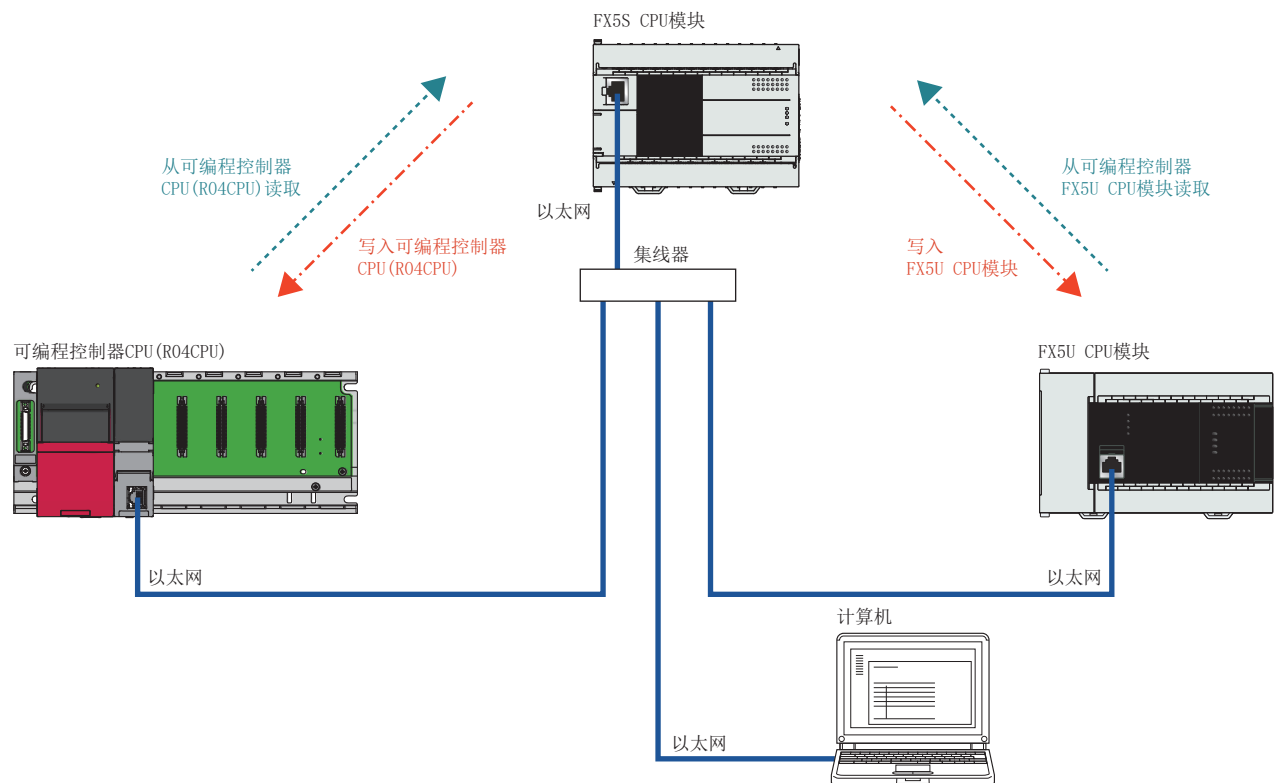 FX5S CPU模块
从可编程控制器
CPU(R04CPU)读取
从可编程控制器
FX5U CPU模块读取
以太网
写入可编程控制器
CPU(R04CPU)
集线器
写入
FX5U CPU模块
可编程控制器CPU(R04CPU)
FX5U CPU模块
以太网
以太网
计算机
以太网